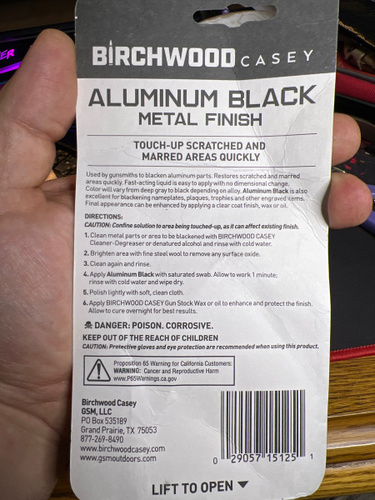 BIRCHWOOD CASEY
ALUMINUM BLACK
METAL FINISH
TOUCH-UP SCRATCHED AND
MARRED AREAS QUICKLY
Used by gunsmiths to blacken aluminum parts. Restores scratched and
marred areas quickly. Fast-acting liquid is easy to apply with no dimensional change.
Color will vary from deep gray to black depending on alloy. Aluminum Black is also
excellent for blackening nameplates, plaques, trophies and other engraved items.
Final appearance can be enhanced by applying a clear coat finish, wax or oil.
DIRECTIONS:
CAUTION: Confine solution to area being touched-up, as it can affect existing finish.
1. Clean metal parts or area to be blackened with BIRCHWOOD CASEY
Cleaner-Degreaser or denatured alcohol and rinse with cold water.
2. Brighten area with fine steel wool to remove any surface oxide.
3. Clean again and rinse.
4. Apply Aluminum Black with saturated swab. Allow to work 1 minute;
rinse with cold water and wipe dry.
5. Polish lightly with soft, clean cloth.
6. Apply BIRCHWOOD CASEY Gun Stock Wax or oil to enhance and protect the finish.
Allow to cure overnight for best results.
DANGER: POISON. CORROSIVE.
KEEP OUT OF THE REACH OF CHILDREN
CAUTION: Protective gloves and eye protection are recommended when using this product.
Proposition 65 Warning for California Customers:
WARNING: Cancer and Reproductive Harm
www.P65Warnings.ca.gov
Birchwood Casey
GSM, LLC
PO Box 535189
Grand Prairie, TX 75053
877-269-8490
www.birchwoodcasey.com
www.gsmoutdoors.com
0 29057 15125 1
LIFT TO OPEN